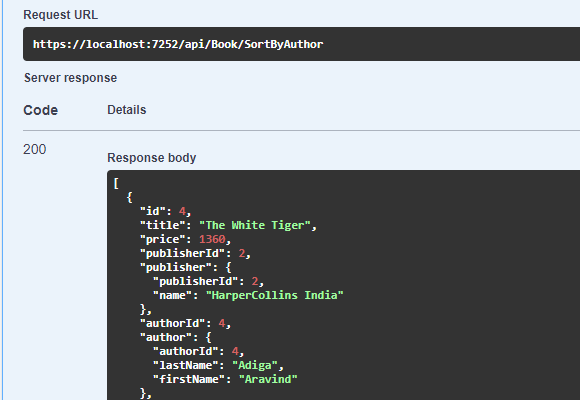 Request URL
https://localhost:7252/api/Book/SortByAuthor
Server response
Code Details
200
Response body
[
  {
    "id": 4,
    "title": "The White Tiger",
    "price": 1360,
    "publisherId": 2,
    "publisher": {
      "publisherId": 2,
      "name": "HarperCollins India"
    },
    "authorId": 4,
    "author": {
      "authorId": 4,
      "lastName": "Adiga",
      "firstName": "Aravind"
    },